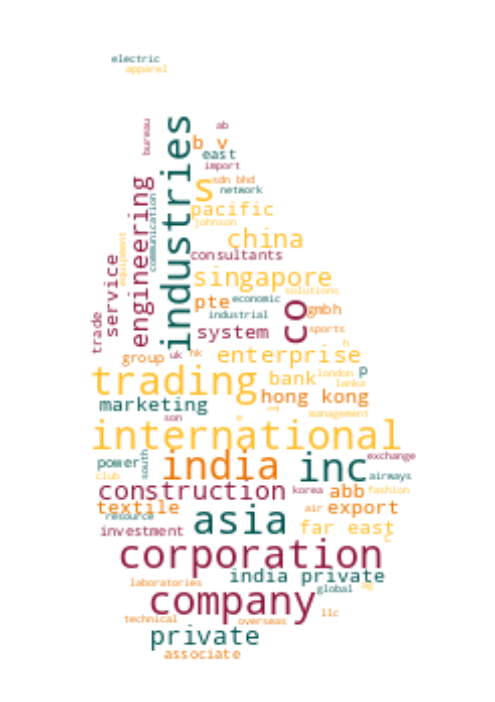 electric
apparel
bureau
industries
ab
b v
east
import
s
sdn bhd
network
engineering
communication
pacific
johnson
equipment
china
service
consultants
singapore
solutions
pte
economic
co
gmbh
industrial
trade
system
sports
h
group
uk
hk
enterprise
trading
bank
london
p
lanka
hong kong
marketing
management
son
e
international
power
south
india
inc
exchange
club
airways
construction
korea
abb
fashion
textile
resource
air
export
asia
investment
far east
c
corporation
india private
laboratories
global
ag
company
llc
technical
overseas
private
associate